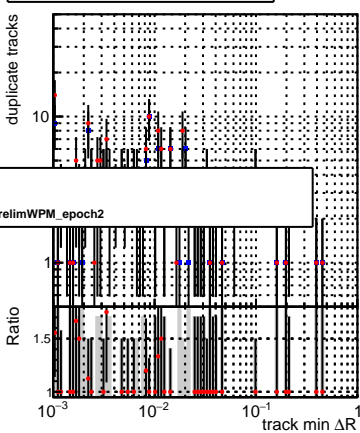 duplicate tracks
10
relimWPM_epoch2
1
Ratio
1.5
1
10⁻³ 10⁻² 10⁻¹ 1
track min ΔR